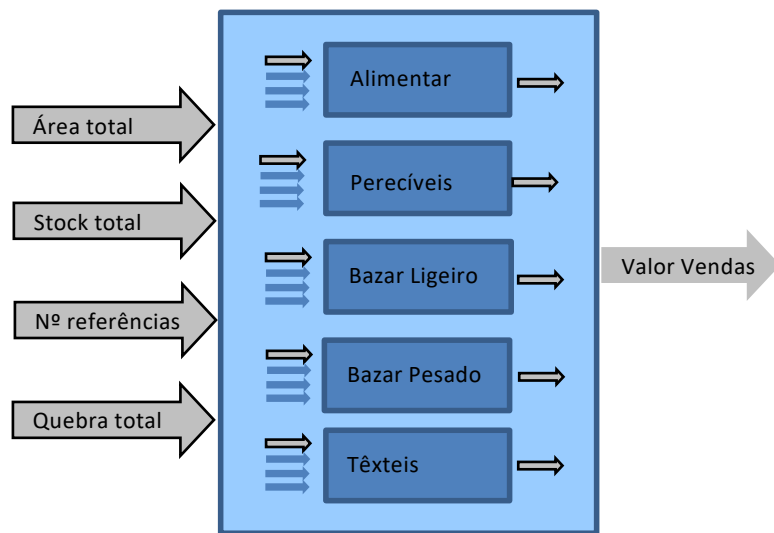 Área total
Stock total
Nº referências
Quebra total
Alimentar
Perecíveis
Bazar Ligeiro
Bazar Pesado
Têxteis
Valor Vendas